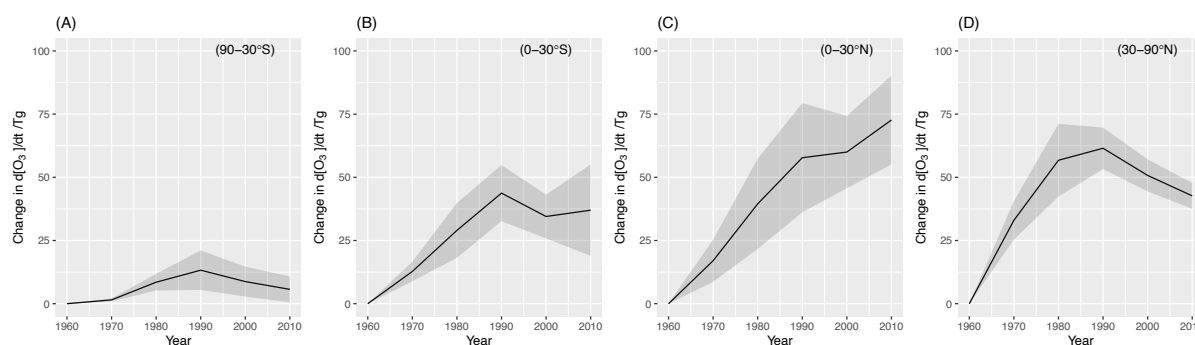 (A)
(90–30°S)
Change in d[O₃]/dt /Tg
100
75
50
25
0
1960 1970 1980 1990 2000 2010
Year
(B)
(0–30°S)
Change in d[O₃]/dt /Tg
100
75
50
25
0
1960 1970 1980 1990 2000 2010
Year
(C)
(0–30°N)
Change in d[O₃]/dt /Tg
100
75
50
25
0
1960 1970 1980 1990 2000 2010
Year
(D)
(30–90°N)
Change in d[O₃]/dt /Tg
100
75
50
25
0
1960 1970 1980 1990 2000 201
Year